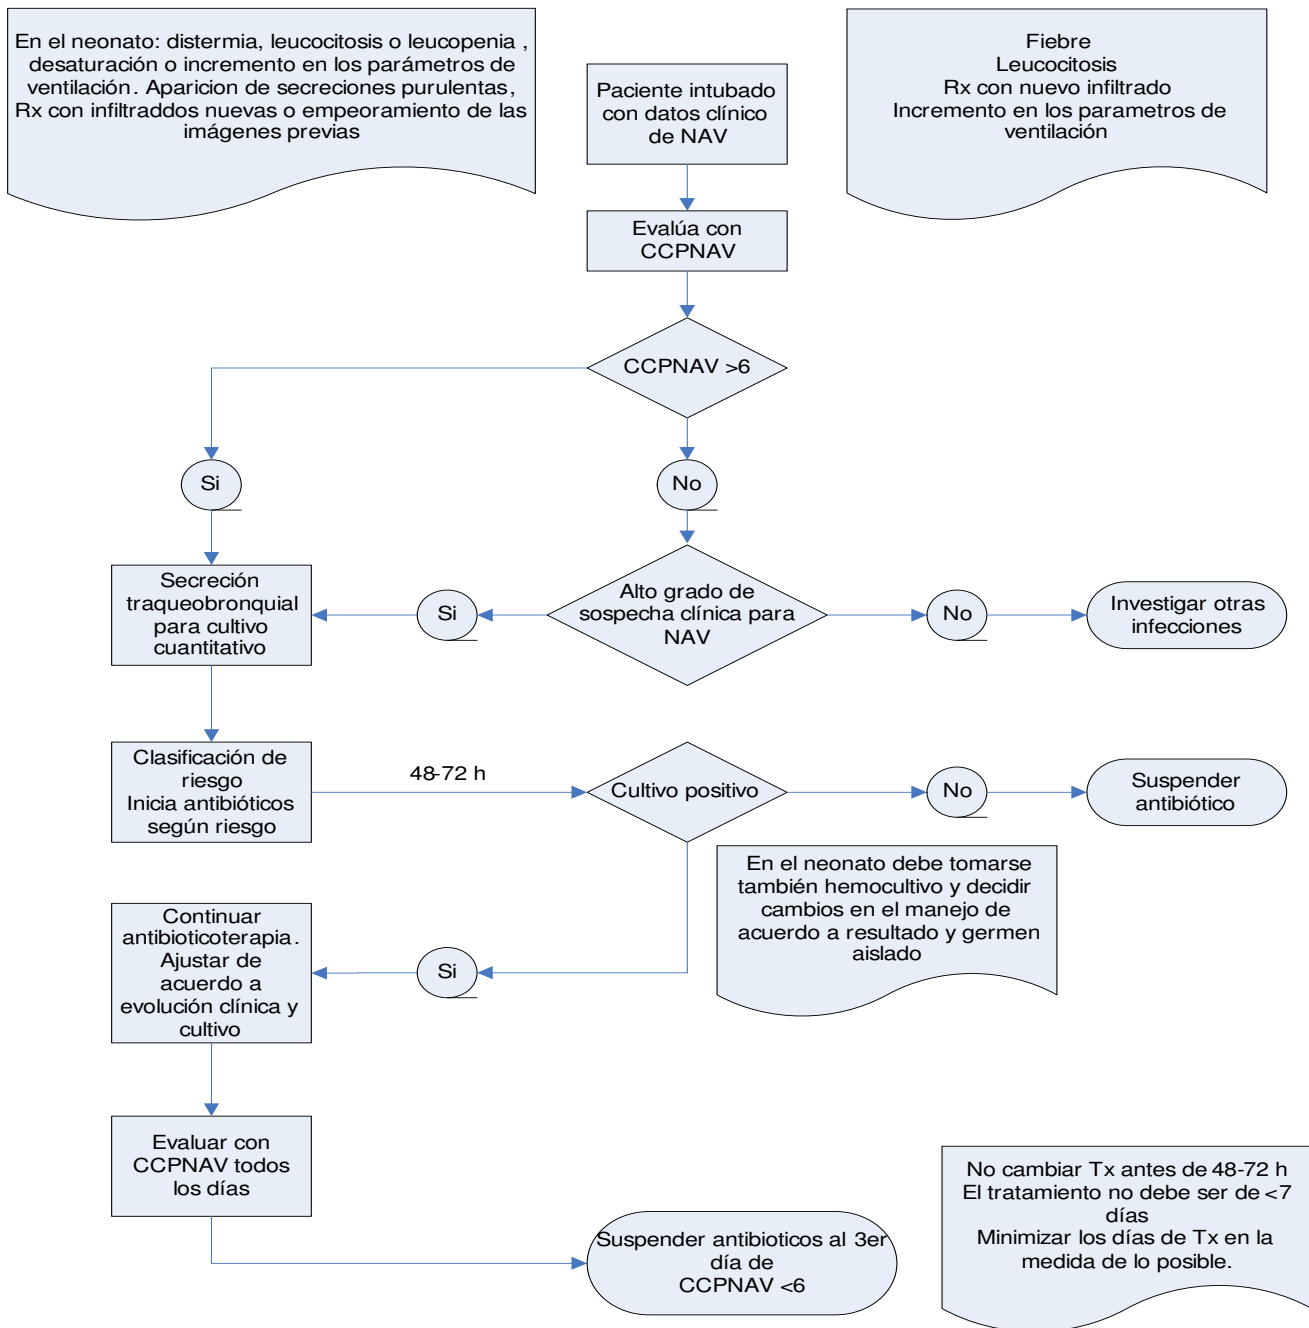 En el neonato: distermia, leucocitosis o leucopenia ,
desaturación o incremento en los parámetros de
ventilación. Aparicion de secreciones purulentas,
Rx con infiltraddos nuevas o empeoramiento de las
imágenes previas
Paciente intubado
con datos clínico
de NAV
Fiebre
Leucocitosis
Rx con nuevo infiltrado
Incremento en los parametros de
ventilación
Evalúa con
CCPNAV
CCPNAV >6
Si
No
Secreción
traqueobronquial
para cultivo
cuantitativo
Si
Alto grado de
sospecha clínica para
NAV
No
Investigar otras
infecciones
Clasificación de
riesgo
Inicia antibióticos
según riesgo
48-72 h
Cultivo positivo
No
Suspender
antibiótico
En el neonato debe tomarse
también hemocultivo y decidir
cambios en el manejo de
acuerdo a resultado y germen
aislado
Continuar
antibioticoterapia.
Ajustar de
acuerdo a
evolución clínica y
cultivo
Si
Evaluar con
CCPNAV todos
los días
Suspender antibioticos al 3er
día de
CCPNAV <6
No cambiar Tx antes de 48-72 h
El tratamiento no debe ser de <7
días
Minimizar los días de Tx en la
medida de lo posible.